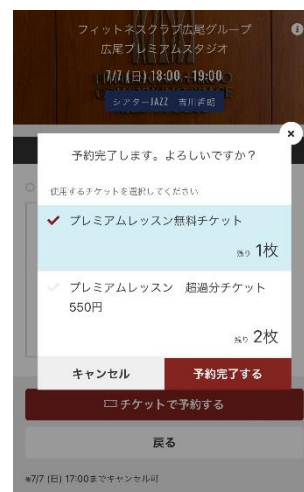 フィットネスクラブ広尾グループ
広尾プレミアムスタジオ
7/7 (日) 18:00 - 19:00
シアターJAZZ
予約完了します。よろしいですか？
使用するチケットを選択してください
プレミアムレッスン無料チケット
残り 1枚
プレミアムレッスン 超過分チケット
550円
残り 2枚
キャンセル 予約完了する
チケットで予約する
戻る
※7/7 (日) 17:00までキャンセル可